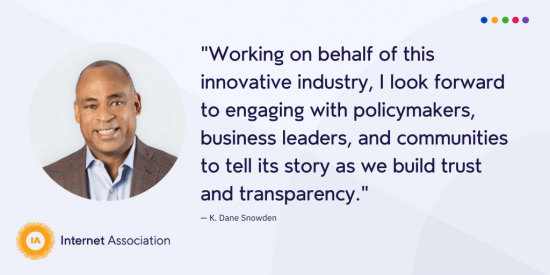 "Working on behalf of this
innovative industry, I look forward
to engaging with policymakers,
business leaders, and communities
to tell its story as we build trust
and transparency."
— K. Dane Snowden
IA
Internet Association